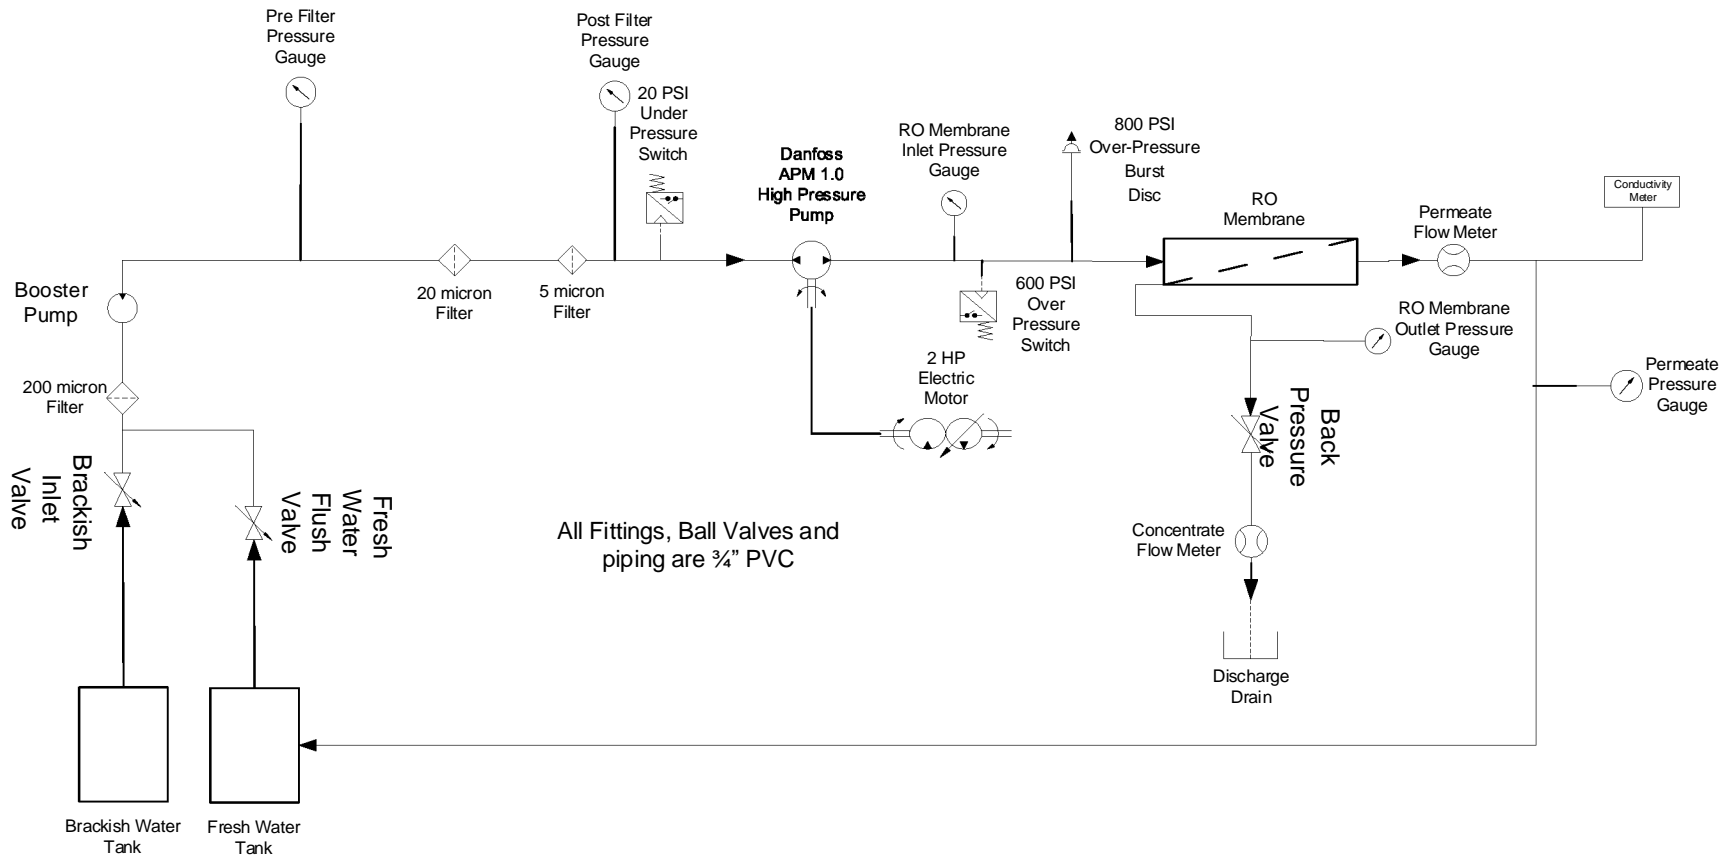 Pre Filter
Pressure
Gauge
Post Filter
Pressure
Gauge
20 PSI
Under
Pressure
Switch
Danfoss
APM 1.0
High Pressure
Pump
RO Membrane
Inlet Pressure
Gauge
800 PSI
Over-Pressure
Burst
Disc
RO
Membrane
Permeate
Flow Meter
Conductivity
Meter
Booster
Pump
20 micron
Filter
5 micron
Filter
600 PSI
Over
Pressure
Switch
RO Membrane
Outlet Pressure
Gauge
200 micron
Filter
2 HP
Electric
Motor
Permeate
Pressure
Gauge
Back
Pressure
Valve
Brackish
Inlet
Valve
Fresh
Water
Flush
Valve
All Fittings, Ball Valves and
piping are ¾” PVC
Concentrate
Flow Meter
Discharge
Drain
Brackish Water
Tank
Fresh Water
Tank